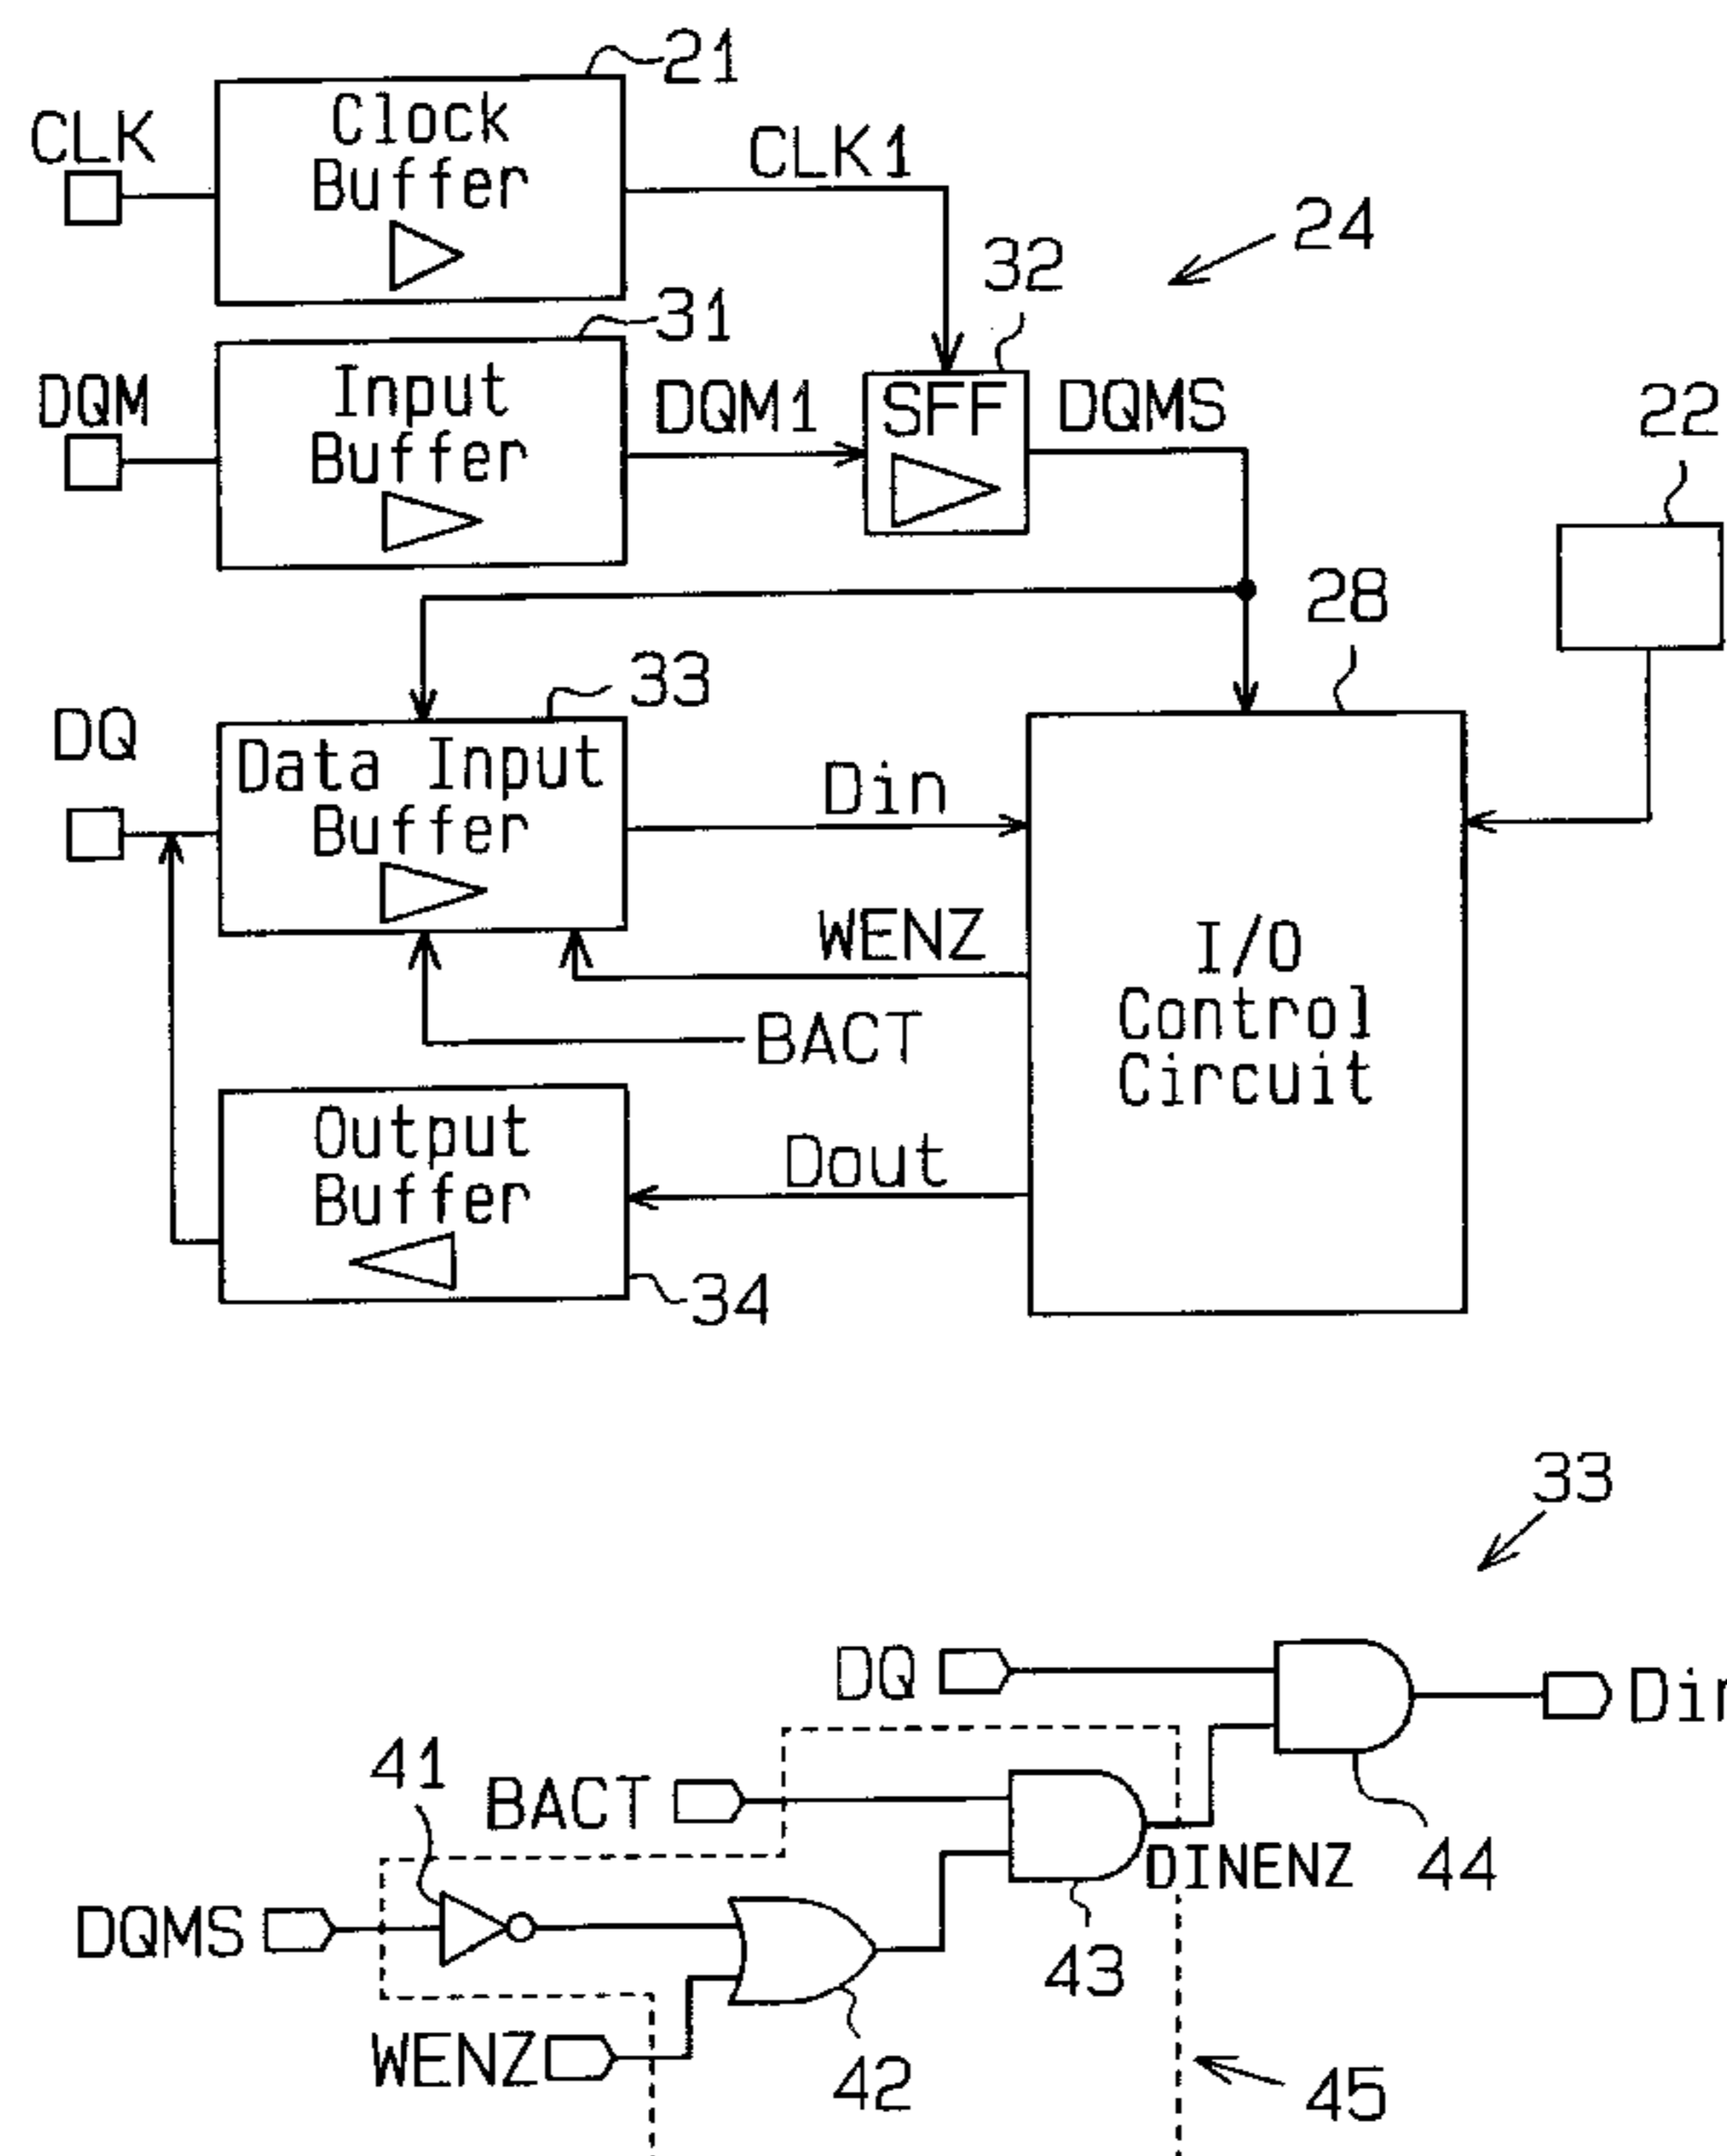 21
Clock
Buffer
CLK
CLK1
24
32
31
Input
Buffer
DQM
DQM1
SFF
DQMS
22
28
33
DQ
Data Input
Buffer
Din
WENZ
I/O
Control
Circuit
BACT
Output
Buffer
Dout
34
33
DQ
Din
41
BACT
DINENZ
44
DQMS
43
WENZ
42
45